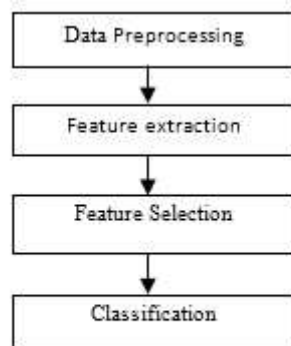 Data Preprocessing
Feature extraction
Feature Selection
Classification